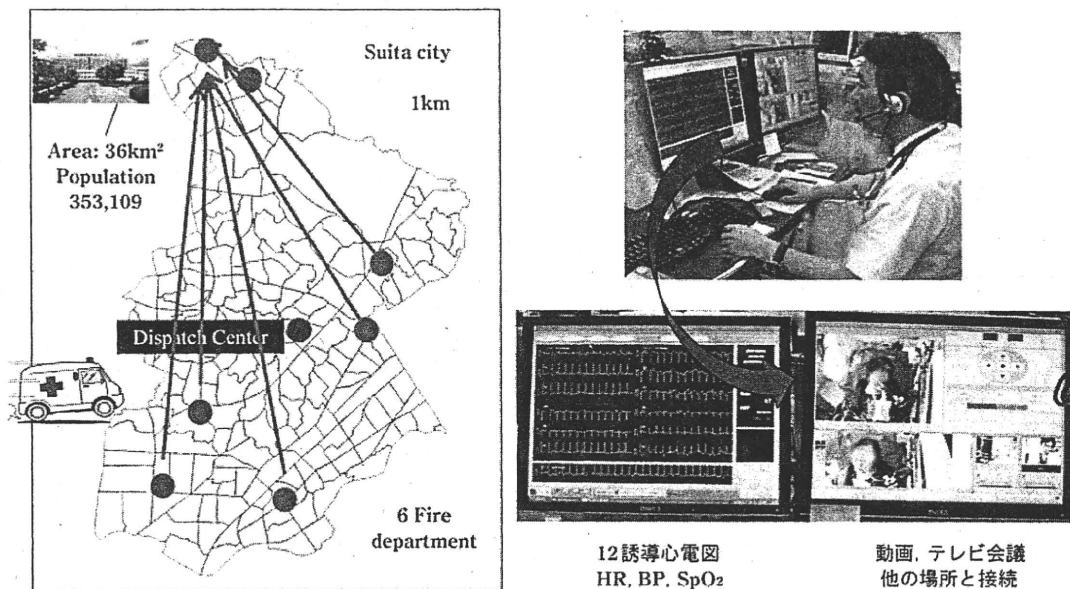 Suita city
1km
Area: 36km²
Population
353,109
Dispatch Center
6 Fire
department
12誘導心電図
HR, BP, SpO₂
動画, テレビ会議
他の場所と接続